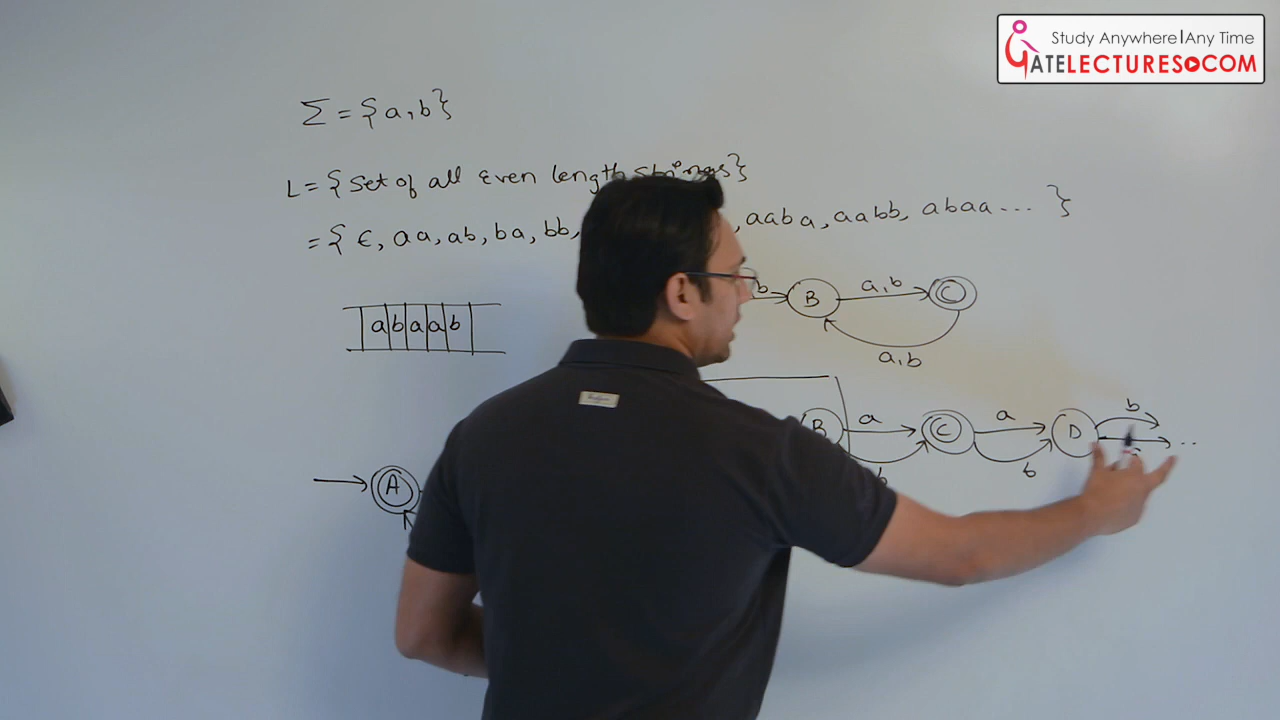 Study Anywhere | Any Time
GATELECTURES.COM
Σ = {a, b}
L = {Set of all Even length strings}
= {ϵ, aa, ab, ba, bb, , aaba, aabb, abaa ... }
b B a,b C
a,b
a b a a b
B a C a D b
b b
A